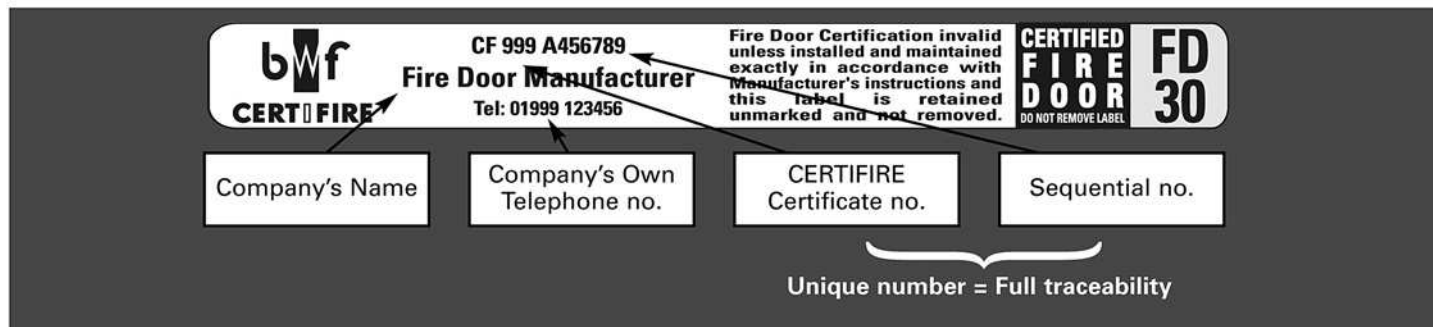 bwf
CERTIFIRE
CF 999 A456789
Fire Door Manufacturer
Tel: 01999 123456
Fire Door Certification invalid
unless installed and maintained
exactly in accordance with
Manufacturer's instructions and
this label is retained
unmarked and not removed.
CERTIFIED
FIRE
DOOR
DO NOT REMOVE LABEL
FD
30
Company's Name
Company's Own
Telephone no.
CERTIFIRE
Certificate no.
Sequential no.
Unique number = Full traceability